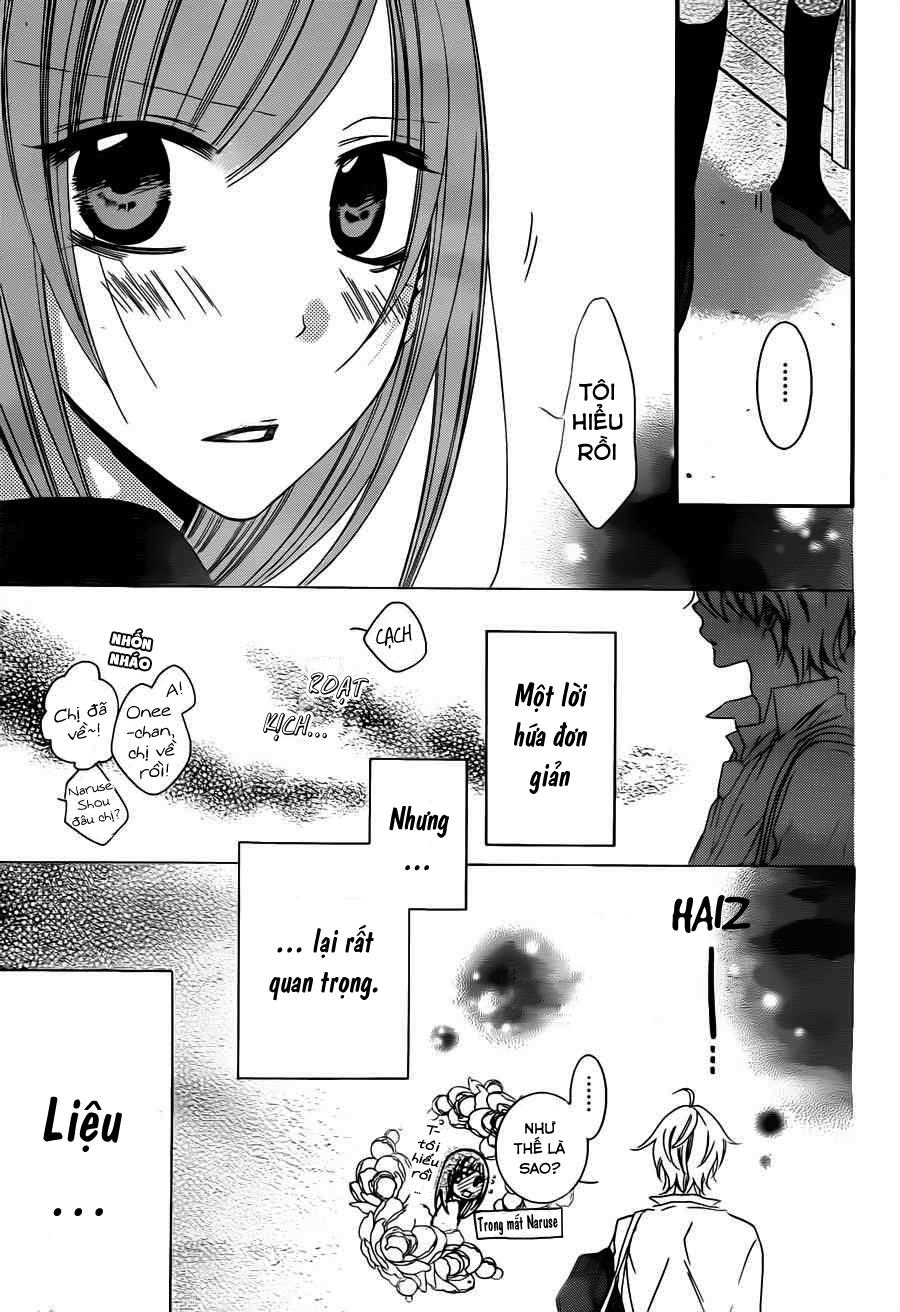 ........
TÔI
HIỂU
RỒI
Một lời
hứa đơn
giản
CẠCH
ROẠT
KỊCH...
NHỐN
NHÁO
A!
Onee
-chan,
chị về
rồi!
Chị đã
về~!
Naruse
Shou
đâu chị?
Nhưng
...
... lại rất
quan trọng.
HAIZ
........
NHƯ
THẾ LÀ
SAO?
T-
tôi
hiểu
rồi
...
Trong mắt Naruse
Liệu
...